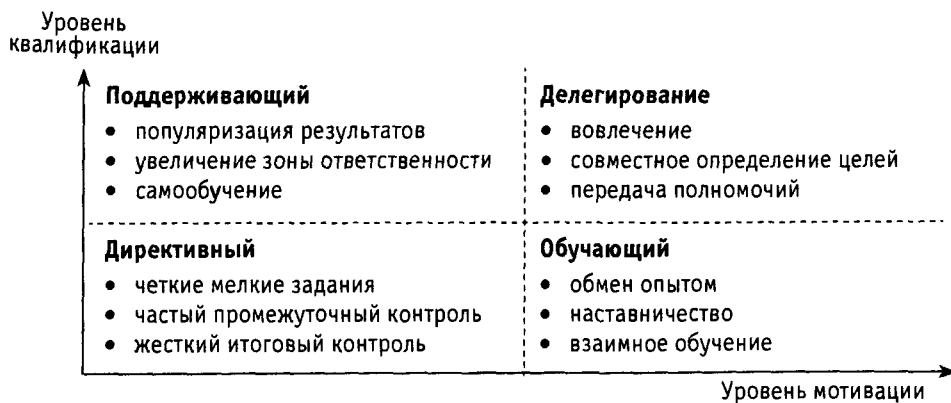 Уровень
квалификации
Поддерживающий
• популяризация результатов
• увеличение зоны ответственности
• самообучение
Делегирование
• вовлечение
• совместное определение целей
• передача полномочий
Директивный
• четкие мелкие задания
• частый промежуточный контроль
• жесткий итоговый контроль
Обучающий
• обмен опытом
• наставничество
• взаимное обучение
Уровень мотивации